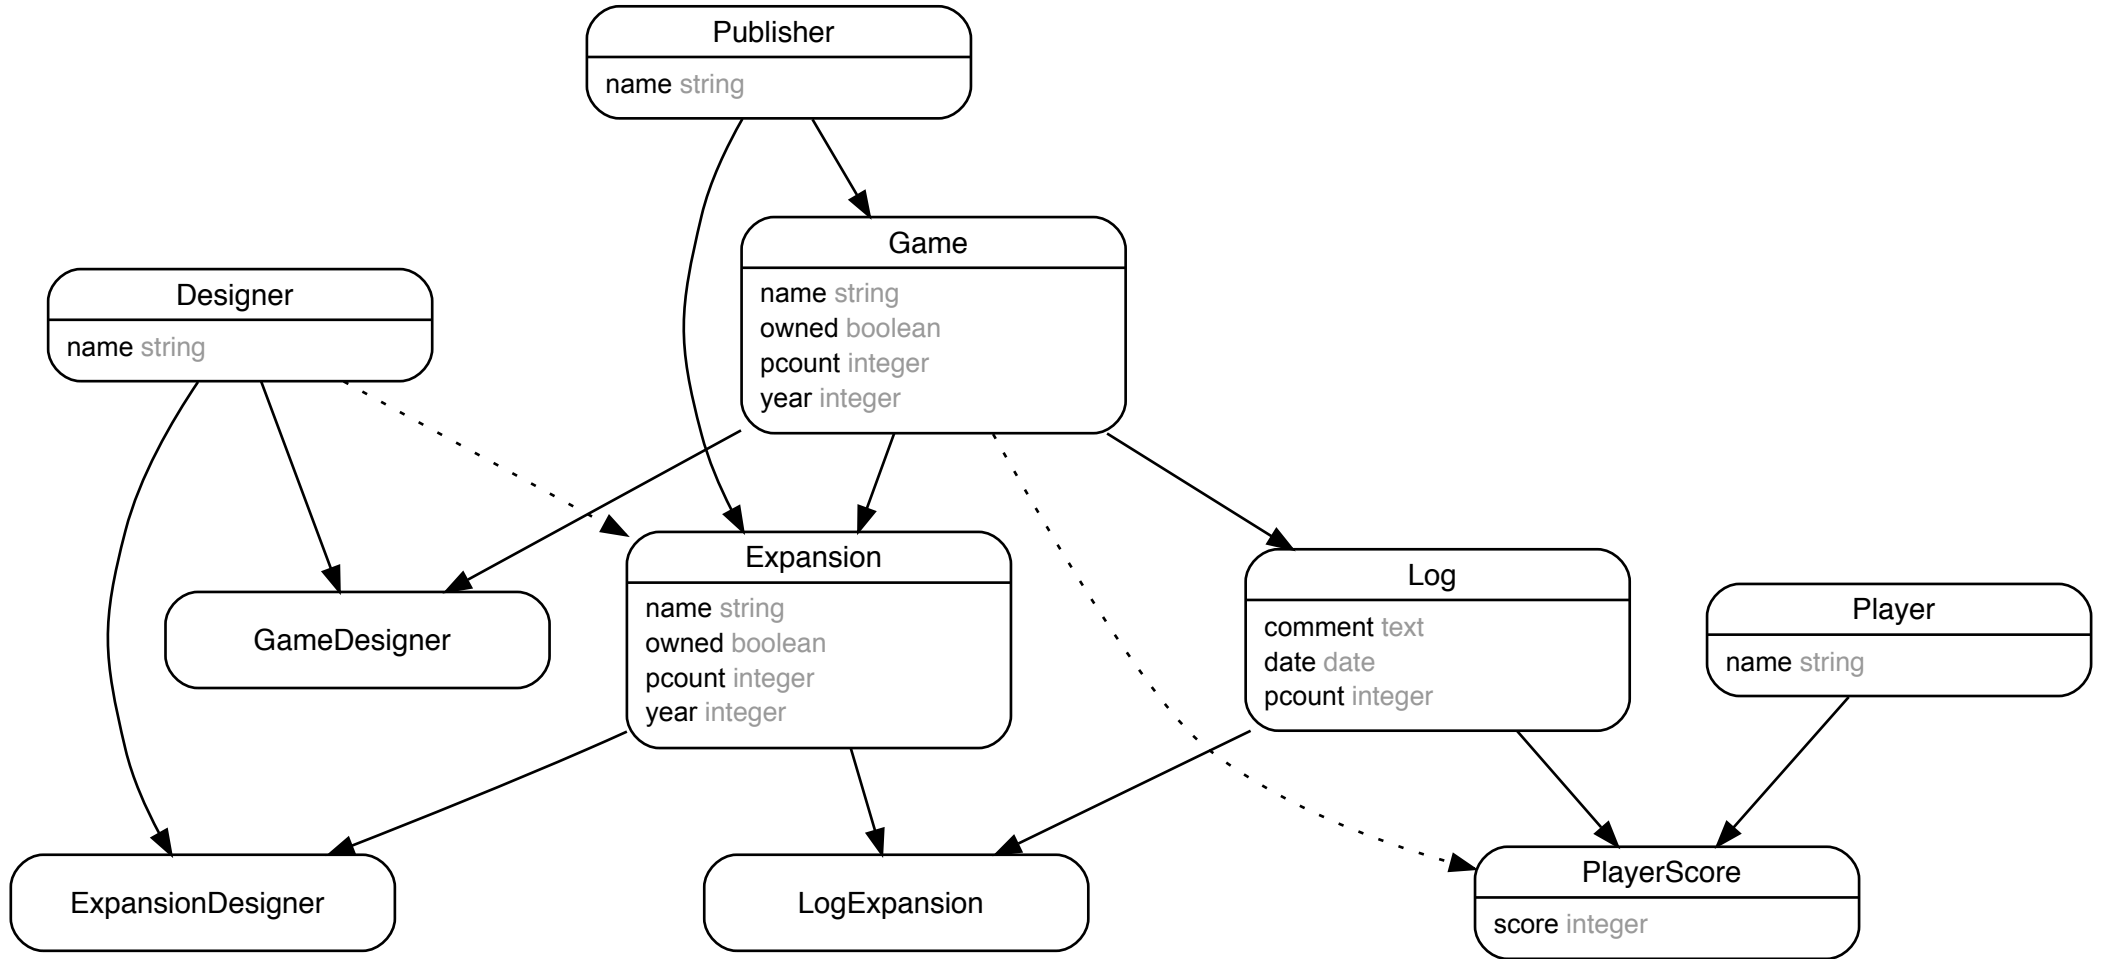 Publisher
name string
Game
name string
owned boolean
pcount integer
year integer
Designer
name string
Expansion
name string
owned boolean
pcount integer
year integer
Log
comment text
date date
pcount integer
Player
name string
GameDesigner
ExpansionDesigner
LogExpansion
PlayerScore
score integer